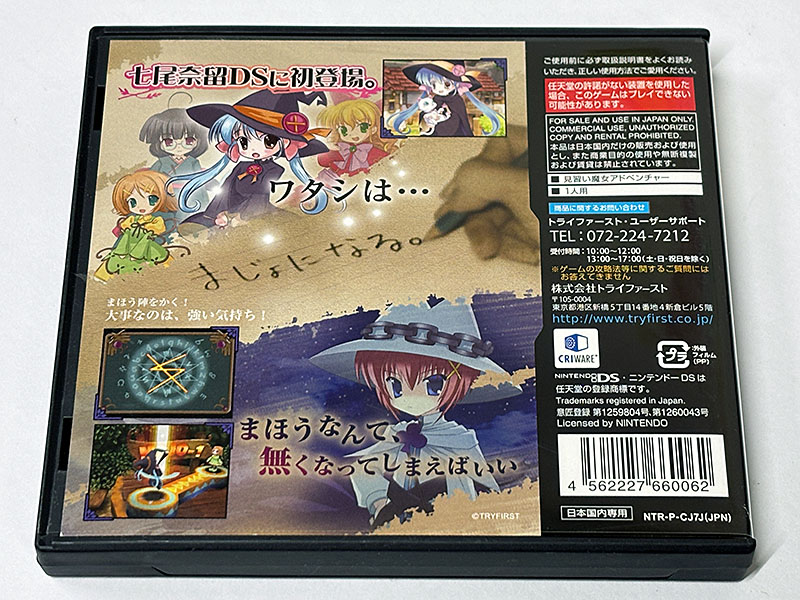 七尾奈留DSに初登場。
ワタシは…
まじょになる。
まほう陣をかく!
大事なのは、強い気持ち!
まほうなんて、
無くなってしまえばいい
©TRYFIRST
ご使用前に必ず取扱説明書をよくお読み
いただき、正しい使用方法でご愛用ください。
任天堂の許諾がない装置を使用した
場合、このゲームはプレイできない
可能性があります。
FOR SALE AND USE IN JAPAN ONLY.
COMMERCIAL USE, UNAUTHORIZED
COPY AND RENTAL PROHIBITED.
本品は日本国内だけの販売および使用
とし、また商業目的の使用や無断複製
および賃貸は禁止されています。
■ 見習い魔女アドベンチャー
■ 1人用
商品に関するお問い合わせ
トライファースト・ユーザーサポート
TEL: 072-224-7212
受付時間: 10:00~12:00
13:00~17:00(土・日・祝日を除く)
※ゲームの攻略法等に関するご質問には
お答えできません
株式会社トライファースト
〒105-0004
東京都港区新橋5丁目14番地4新倉ビル5階
http://www.tryfirst.co.jp/
CRIWARE
プラ
外装
フィルム
(PP)
NINTENDO DS・ニンテンドーDSは
任天堂の登録商標です。
Trademarks registered in Japan.
意匠登録 第1259804号、第1260043号
Licensed by NINTENDO
4 562227 660062
日本国内専用
NTR-P-CJ7J(JPN)